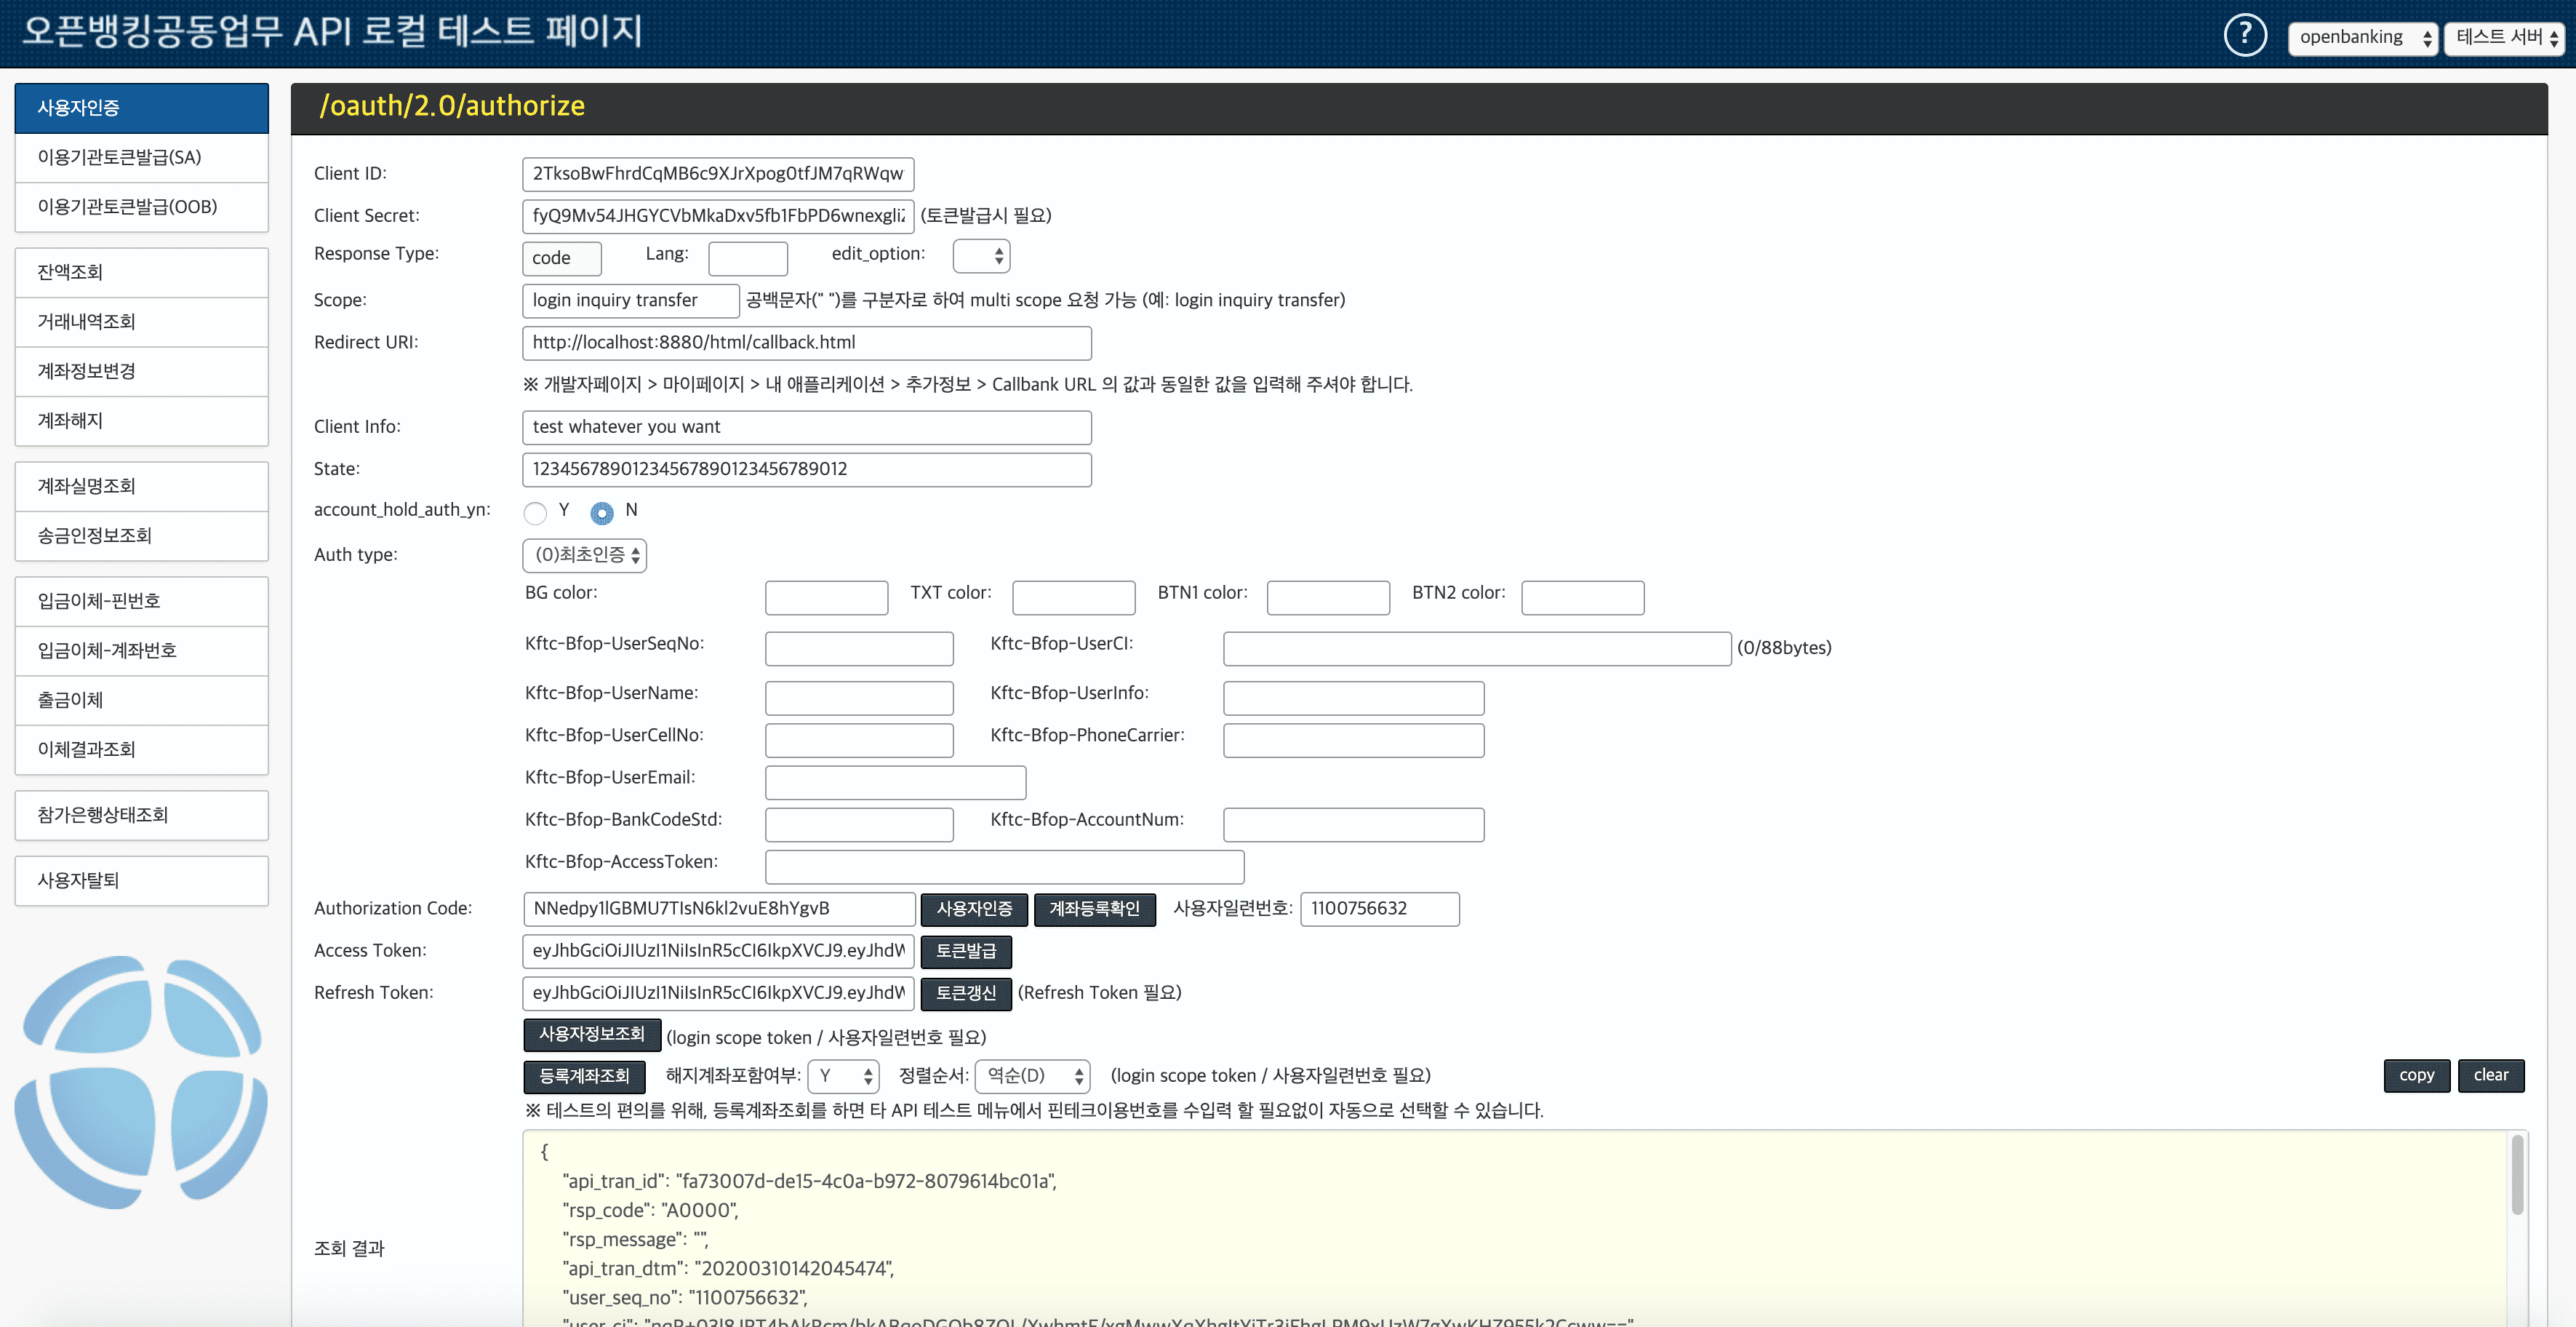 오픈뱅킹공동업무 API 로컬 테스트 페이지
? openbanking 테스트 서버
사용자인증
이용기관토큰발급(SA)
이용기관토큰발급(OOB)
잔액조회
거래내역조회
계좌정보변경
계좌해지
계좌실명조회
송금인정보조회
입금이체-핀번호
입금이체-계좌번호
출금이체
이체결과조회
참가은행상태조회
사용자탈퇴
/oauth/2.0/authorize
Client ID: 2TksoBwFhrdCqMB6c9XJrXpog0tfJM7qRWqw
Client Secret: fyQ9Mv54JHGYCVbMkaDxv5fb1FbPD6wnexgli (토큰발급시 필요)
Response Type: code Lang: edit_option:
Scope: login inquiry transfer 공백문자(" ")를 구분자로 하여 multi scope 요청 가능 (예: login inquiry transfer)
Redirect URI: http://localhost:8880/html/callback.html
※ 개발자페이지 > 마이페이지 > 내 애플리케이션 > 추가정보 > Callbank URL 의 값과 동일한 값을 입력해 주셔야 합니다.
Client Info: test whatever you want
State: 12345678901234567890123456789012
account_hold_auth_yn: Y N
Auth type: (0)최초인증
BG color: TXT color: BTN1 color: BTN2 color:
Kftc-Bfop-UserSeqNo: Kftc-Bfop-UserCI: (0/88bytes)
Kftc-Bfop-UserName: Kftc-Bfop-UserInfo:
Kftc-Bfop-UserCellNo: Kftc-Bfop-PhoneCarrier:
Kftc-Bfop-UserEmail:
Kftc-Bfop-BankCodeStd: Kftc-Bfop-AccountNum:
Kftc-Bfop-AccessToken:
Authorization Code: NNedpy1lGBMU7TIsN6kl2vuE8hYgvB 사용자인증 계좌등록확인 사용자일련번호: 1100756632
Access Token: eyJhbGciOiJIUzI1NiIsInR5cCI6IkpXVCJ9.eyJhdW 토큰발급
Refresh Token: eyJhbGciOiJIUzI1NiIsInR5cCI6IkpXVCJ9.eyJhdW 토큰갱신 (Refresh Token 필요)
사용자정보조회 (login scope token / 사용자일련번호 필요)
등록계좌조회 해지계좌포함여부: Y 정렬순서: 역순(D) (login scope token / 사용자일련번호 필요) copy clear
※ 테스트의 편의를 위해, 등록계좌조회를 하면 타 API 테스트 메뉴에서 핀테크이용번호를 수입력 할 필요없이 자동으로 선택할 수 있습니다.
조회 결과
{
"api_tran_id": "fa73007d-de15-4c0a-b972-8079614bc01a",
"rsp_code": "A0000",
"rsp_message": "",
"api_tran_dtm": "20200310142045474",
"user_seq_no": "1100756632",